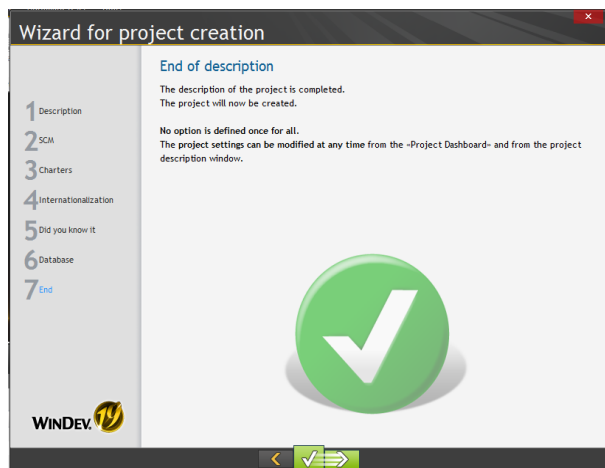 Wizard for project creation
End of description
The description of the project is completed.
The project will now be created.
No option is defined once for all.
The project settings can be modified at any time from the «Project Dashboard» and from the project
description window.
1 Description
2 SCM
3 Charters
4 Internationalization
5 Did you know it
6 Database
7 End
WINDEV. 19